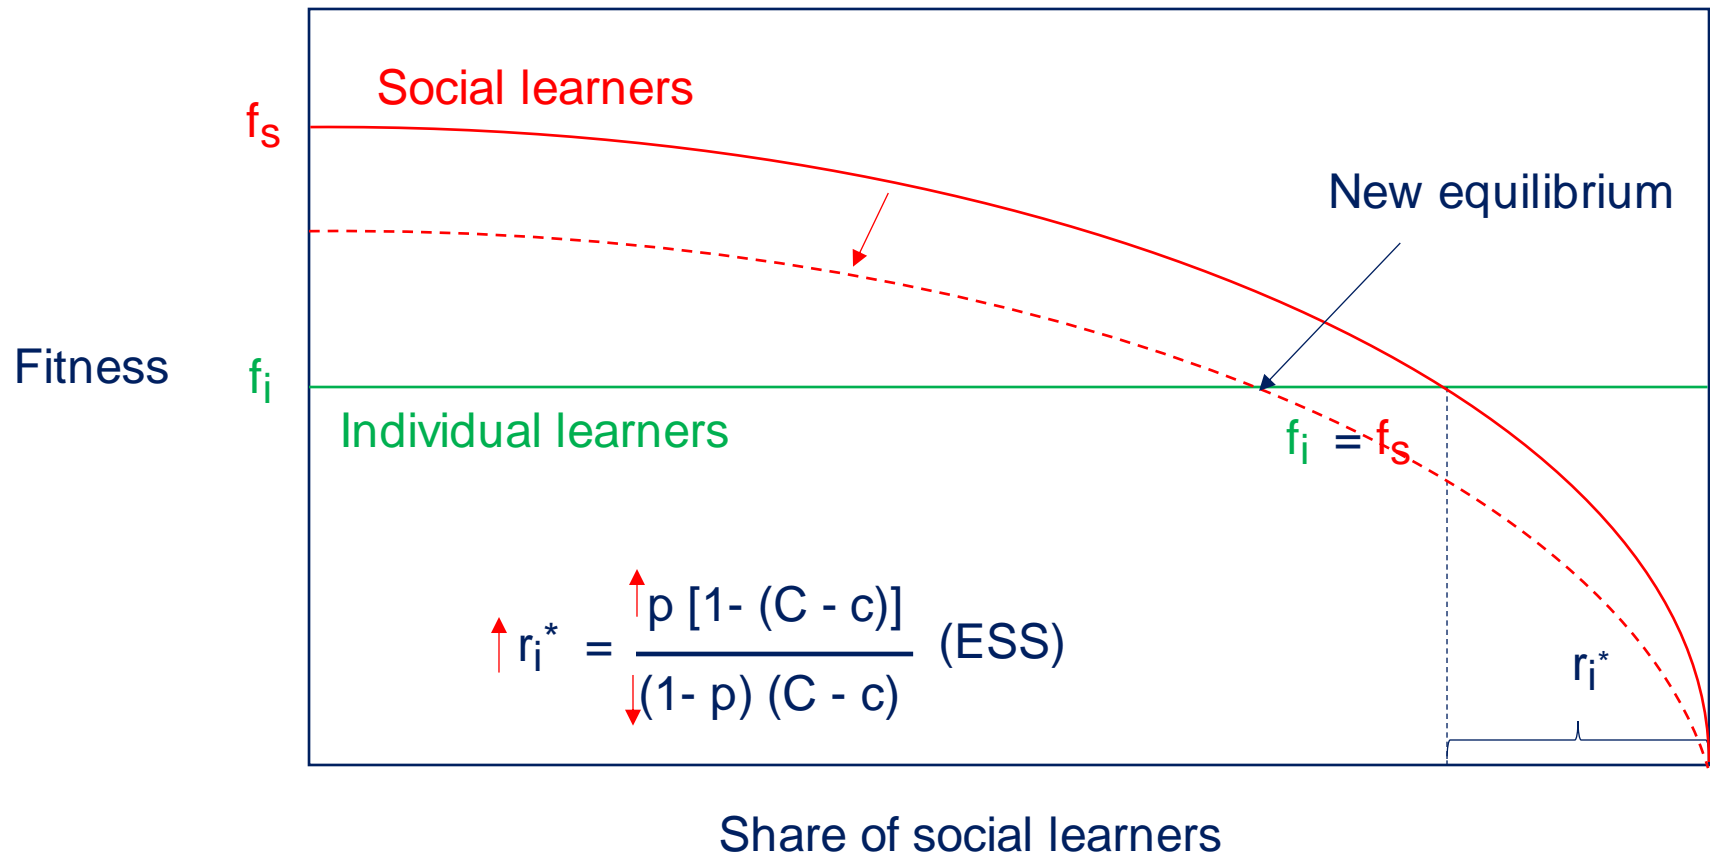 Social learners
fs
New equilibrium
Fitness
fi
Individual learners
fi = fs
ri* = p [1- (C - c)] (ESS)
(1- p) (C - c)
ri*
Share of social learners